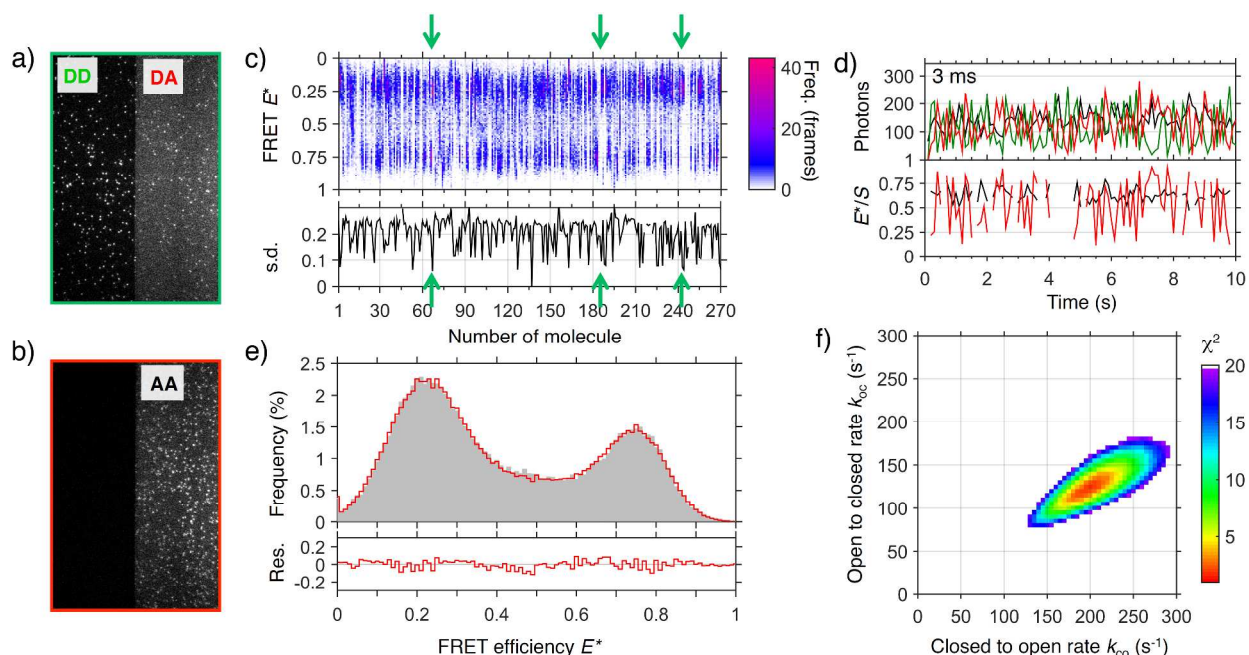 a)
DD DA
b)
AA
c)
0
0.25
0.5
0.75
1
FRET E*
40
20
0
Freq. (frames)
0.2
0.1
0
s.d.
1 30 60 90 120 150 180 210 240 270
Number of molecule
d)
3 ms
300
200
100
1
Photons
0.75
0.5
0.25
0
E*/S
0 2 4 6 8 10
Time (s)
e)
2.5
2
1.5
1
0.5
0
Frequency (%)
0.2
0
-0.2
Res.
0 0.2 0.4 0.6 0.8 1
FRET efficiency E*
f)
300
250
200
150
100
50
0
Open to closed rate koc (s-1)
0 50 100 150 200 250 300
Closed to open rate kco (s-1)
χ2
20
15
10
5